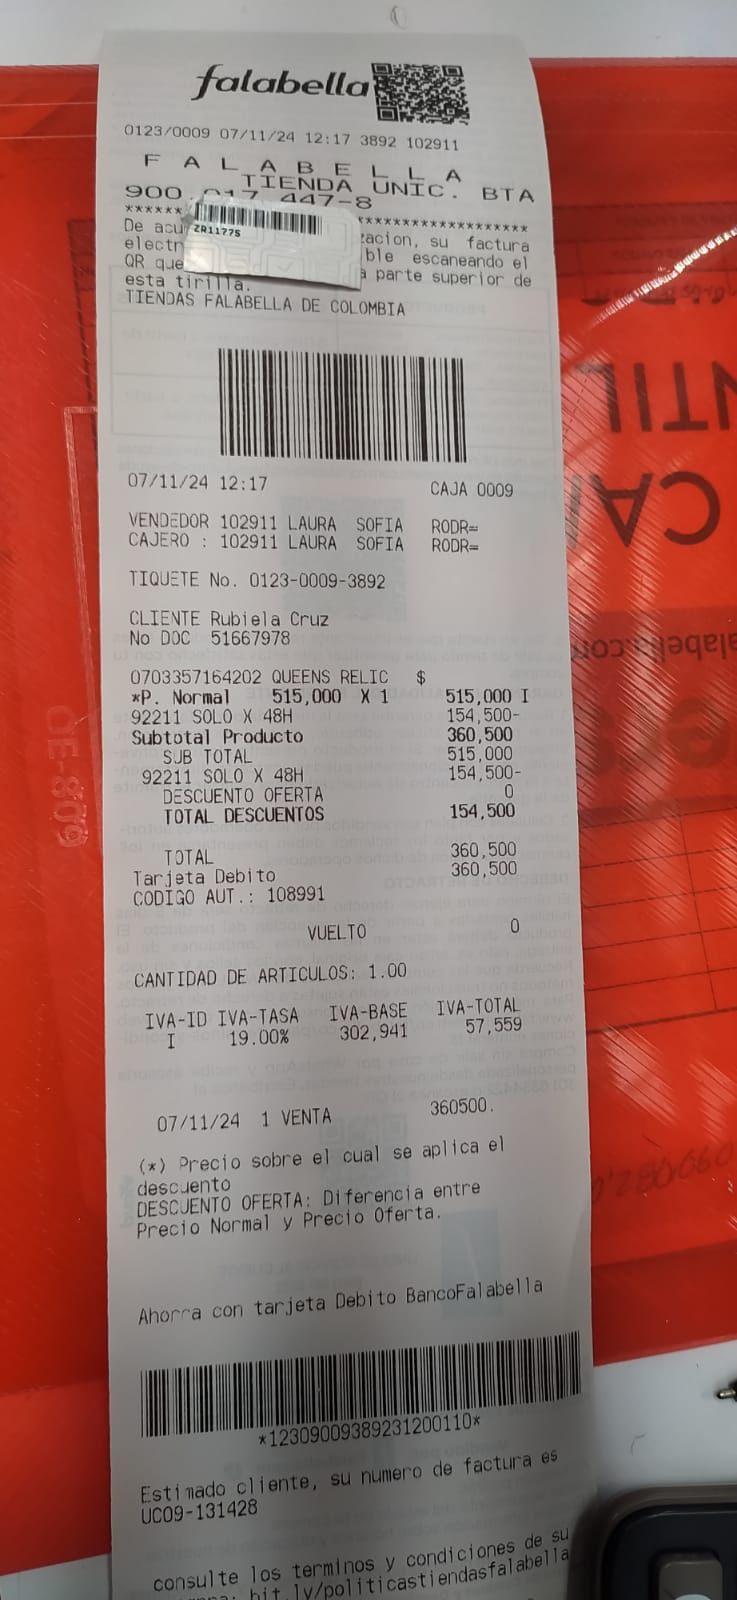 falabella
0123/0009 07/11/24 12:17 3892 102911
F A L A B E L L A
TIENDA UNIC. BTA
900 017 447-8
ZR1177S
De acu zacion, su factura
electr ble escaneando el
QR que a parte superior de
esta tirilla.
TIENDAS FALABELLA DE COLOMBIA
07/11/24 12:17 CAJA 0009
VENDEDOR 102911 LAURA SOFIA RODR=
CAJERO : 102911 LAURA SOFIA RODR=
TIQUETE No. 0123-0009-3892
CLIENTE Rubiela Cruz
No DOC 51667978
0703357164202 QUEENS RELIC $
*P. Normal 515,000 X 1 515,000 I
92211 SOLO X 48H 154,500-
Subtotal Producto 360,500
SUB TOTAL 515,000
92211 SOLO X 48H 154,500-
DESCUENTO OFERTA 0
TOTAL DESCUENTOS 154,500
TOTAL 360,500
Tarjeta Debito 360,500
CODIGO AUT.: 108991
VUELTO 0
CANTIDAD DE ARTICULOS: 1.00
IVA-ID IVA-TASA IVA-BASE IVA-TOTAL
I 19.00% 302,941 57,559
07/11/24 1 VENTA 360500.
(*) Precio sobre el cual se aplica el
descuento
DESCUENTO OFERTA: Diferencia entre
Precio Normal y Precio Oferta.
Ahorra con tarjeta Debito BancoFalabella
*12309009389231200110*
Estimado cliente, su numero de factura es
UC09-131428
consulte los terminos y condiciones de su
bit.ly/politicastiendasfalabella
OE-809